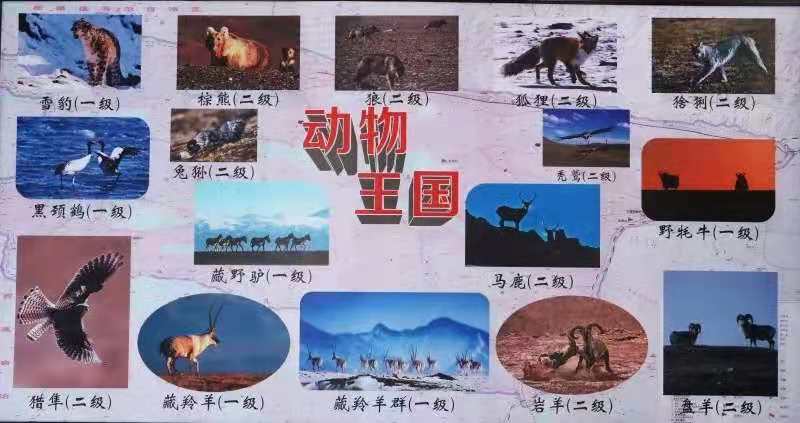 雪豹(一级)
棕熊(二级)
狼(二级)
狐狸(二级)
猞猁(二级)
兔狲(二级)
动物
王国
秃鹫(二级)
黑颈鹤(一级)
藏野驴(一级)
马鹿(二级)
野牦牛(一级)
猎隼(二级)
藏羚羊(一级)
藏羚羊群(一级)
岩羊(二级)
盘羊(二级)